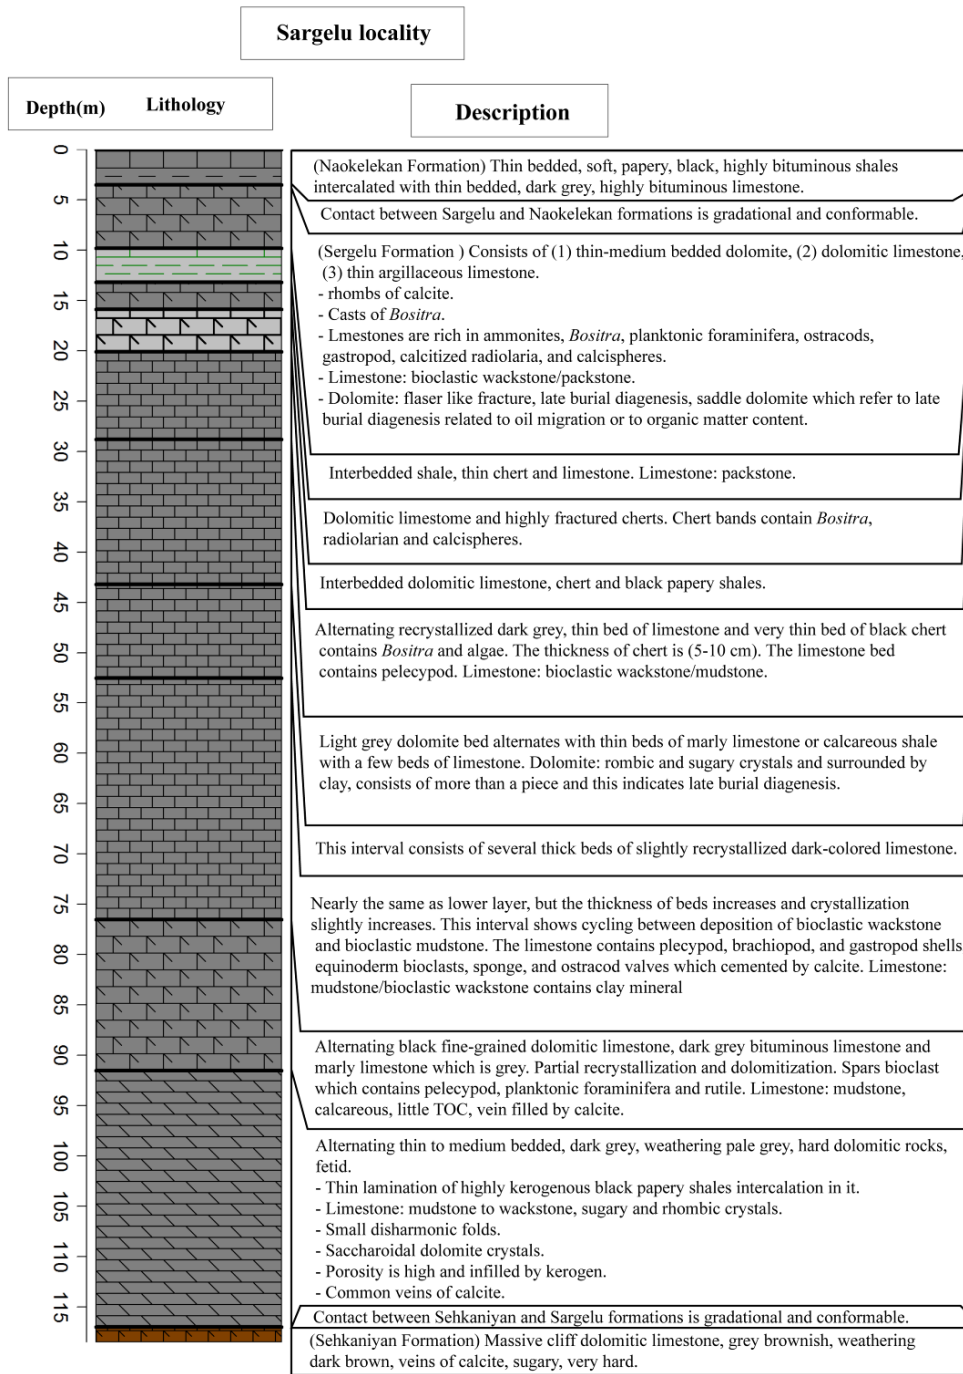 Sargelu locality
Depth(m) Lithology
Description
0
5
10
15
20
25
30
35
40
45
50
55
60
65
70
75
80
85
90
95
100
105
110
115
(Naokelekan Formation) Thin bedded, soft, papery, black, highly bituminous shales
intercalated with thin bedded, dark grey, highly bituminous limestone.
Contact between Sargelu and Naokelekan formations is gradational and conformable.
(Sergelu Formation ) Consists of (1) thin-medium bedded dolomite, (2) dolomitic limestone,
(3) thin argillaceous limestone.
- rhombs of calcite.
- Casts of Bositra.
- Lmestones are rich in ammonites, Bositra, planktonic foraminifera, ostracods,
gastropod, calcitized radiolaria, and calcispheres.
- Limestone: bioclastic wackstone/packstone.
- Dolomite: flaser like fracture, late burial diagenesis, saddle dolomite which refer to late
burial diagenesis related to oil migration or to organic matter content.
Interbedded shale, thin chert and limestone. Limestone: packstone.
Dolomitic limestome and highly fractured cherts. Chert bands contain Bositra,
radiolarian and calcispheres.
Interbedded dolomitic limestone, chert and black papery shales.
Alternating recrystallized dark grey, thin bed of limestone and very thin bed of black chert
contains Bositra and algae. The thickness of chert is (5-10 cm). The limestone bed
contains pelecypod. Limestone: bioclastic wackstone/mudstone.
Light grey dolomite bed alternates with thin beds of marly limestone or calcareous shale
with a few beds of limestone. Dolomite: rombic and sugary crystals and surrounded by
clay, consists of more than a piece and this indicates late burial diagenesis.
This interval consists of several thick beds of slightly recrystallized dark-colored limestone.
Nearly the same as lower layer, but the thickness of beds increases and crystallization
slightly increases. This interval shows cycling between deposition of bioclastic wackstone
and bioclastic mudstone. The limestone contains plecypod, brachiopod, and gastropod shells
equinoderm bioclasts, sponge, and ostracod valves which cemented by calcite. Limestone:
mudstone/bioclastic wackstone contains clay mineral
Alternating black fine-grained dolomitic limestone, dark grey bituminous limestone and
marly limestone which is grey. Partial recrystallization and dolomitization. Spars bioclast
which contains pelecypod, planktonic foraminifera and rutile. Limestone: mudstone,
calcareous, little TOC, vein filled by calcite.
Alternating thin to medium bedded, dark grey, weathering pale grey, hard dolomitic rocks,
fetid.
- Thin lamination of highly kerogenous black papery shales intercalation in it.
- Limestone: mudstone to wackstone, sugary and rhombic crystals.
- Small disharmonic folds.
- Saccharoidal dolomite crystals.
- Porosity is high and infilled by kerogen.
- Common veins of calcite.
Contact between Sehkaniyan and Sargelu formations is gradational and conformable.
(Sehkaniyan Formation) Massive cliff dolomitic limestone, grey brownish, weathering
dark brown, veins of calcite, sugary, very hard.